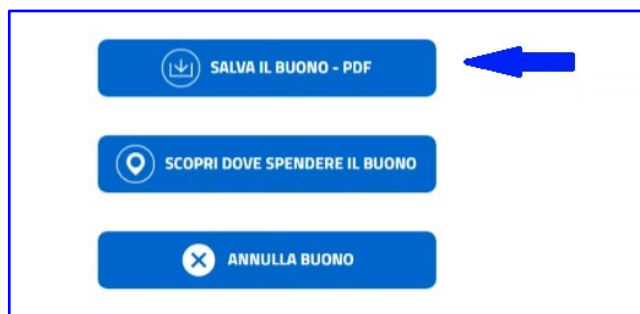 SALVA IL BUONO - PDF
SCOPRI DOVE SPENDERE IL BUONO
ANNULLA BUONO